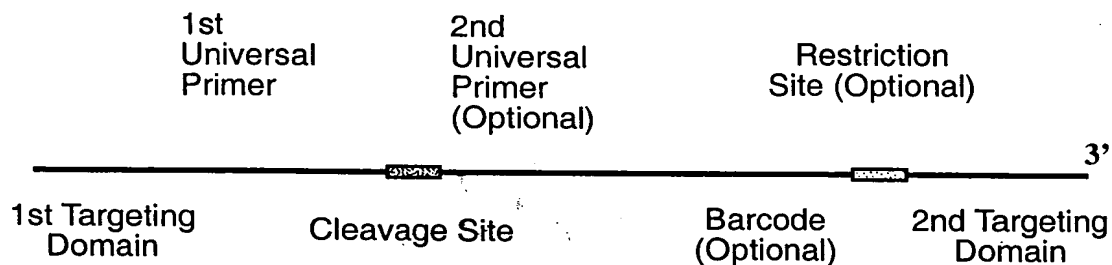 1st
Universal
Primer
2nd
Universal
Primer
(Optional)
Restriction
Site (Optional)
3'
1st Targeting
Domain
Cleavage Site
Barcode
(Optional)
2nd Targeting
Domain